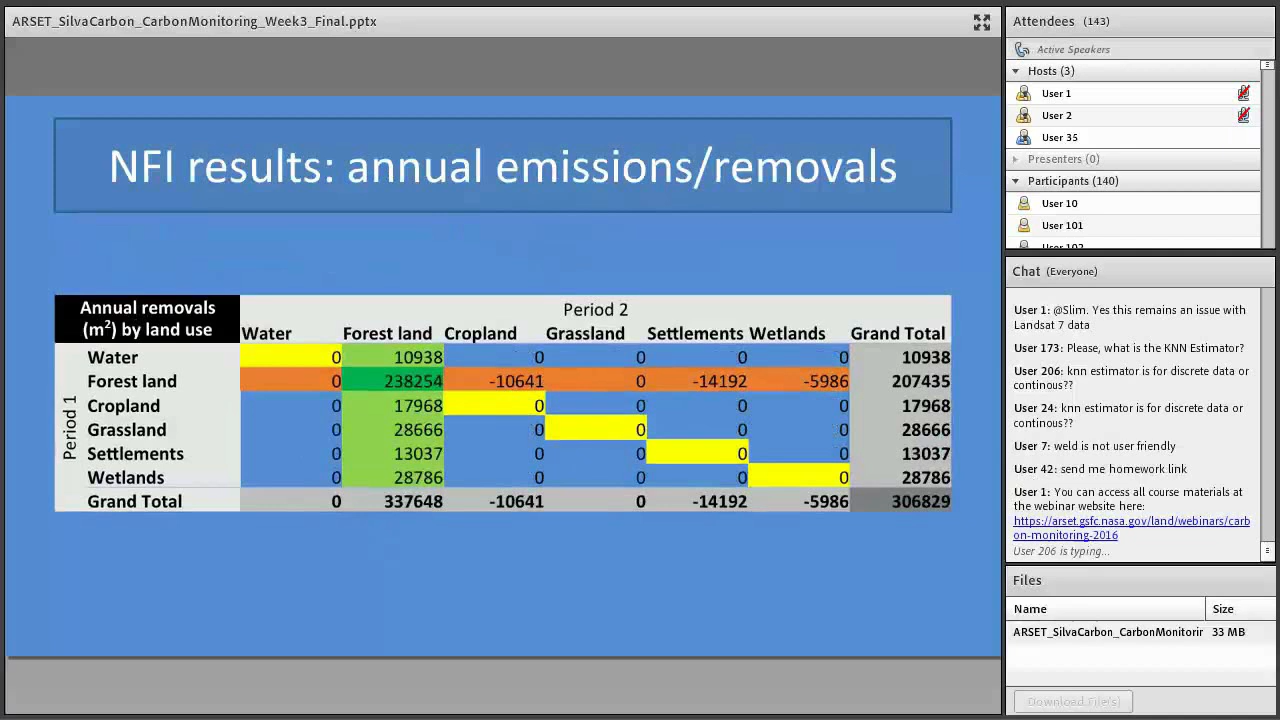 ARSET_SilvaCarbon_CarbonMonitoring_Week3_Final.pptx
NFI results: annual emissions/removals
Annual removals (m²) by land use
Period 2
Water Forest land Cropland Grassland Settlements Wetlands Grand Total
Period 1
Water 0 10938 0 0 0 0 10938
Forest land 0 238254 -10641 0 -14192 -5986 207435
Cropland 0 17968 0 0 0 0 17968
Grassland 0 28666 0 0 0 0 28666
Settlements 0 13037 0 0 0 0 13037
Wetlands 0 28786 0 0 0 0 28786
Grand Total 0 337648 -10641 0 -14192 -5986 306829
Attendees (143)
Active Speakers
Hosts (3)
User 1
User 2
User 35
Presenters (0)
Participants (140)
User 10
User 101
User 102
Chat (Everyone)
User 1: @Slim. Yes this remains an issue with
Landsat 7 data
User 173: Please, what is the KNN Estimator?
User 206: knn estimator is for discrete data or
continous??
User 24: knn estimator is for discrete data or
continous??
User 7: weld is not user friendly
User 42: send me homework link
User 1: You can access all course materials at
the webinar website here:
https://arset.gsfc.nasa.gov/land/webinars/carb
on-monitoring-2016
User 206 is typing...
Files
Name Size
ARSET_SilvaCarbon_CarbonMonitorir 33 MB
Download File(s)